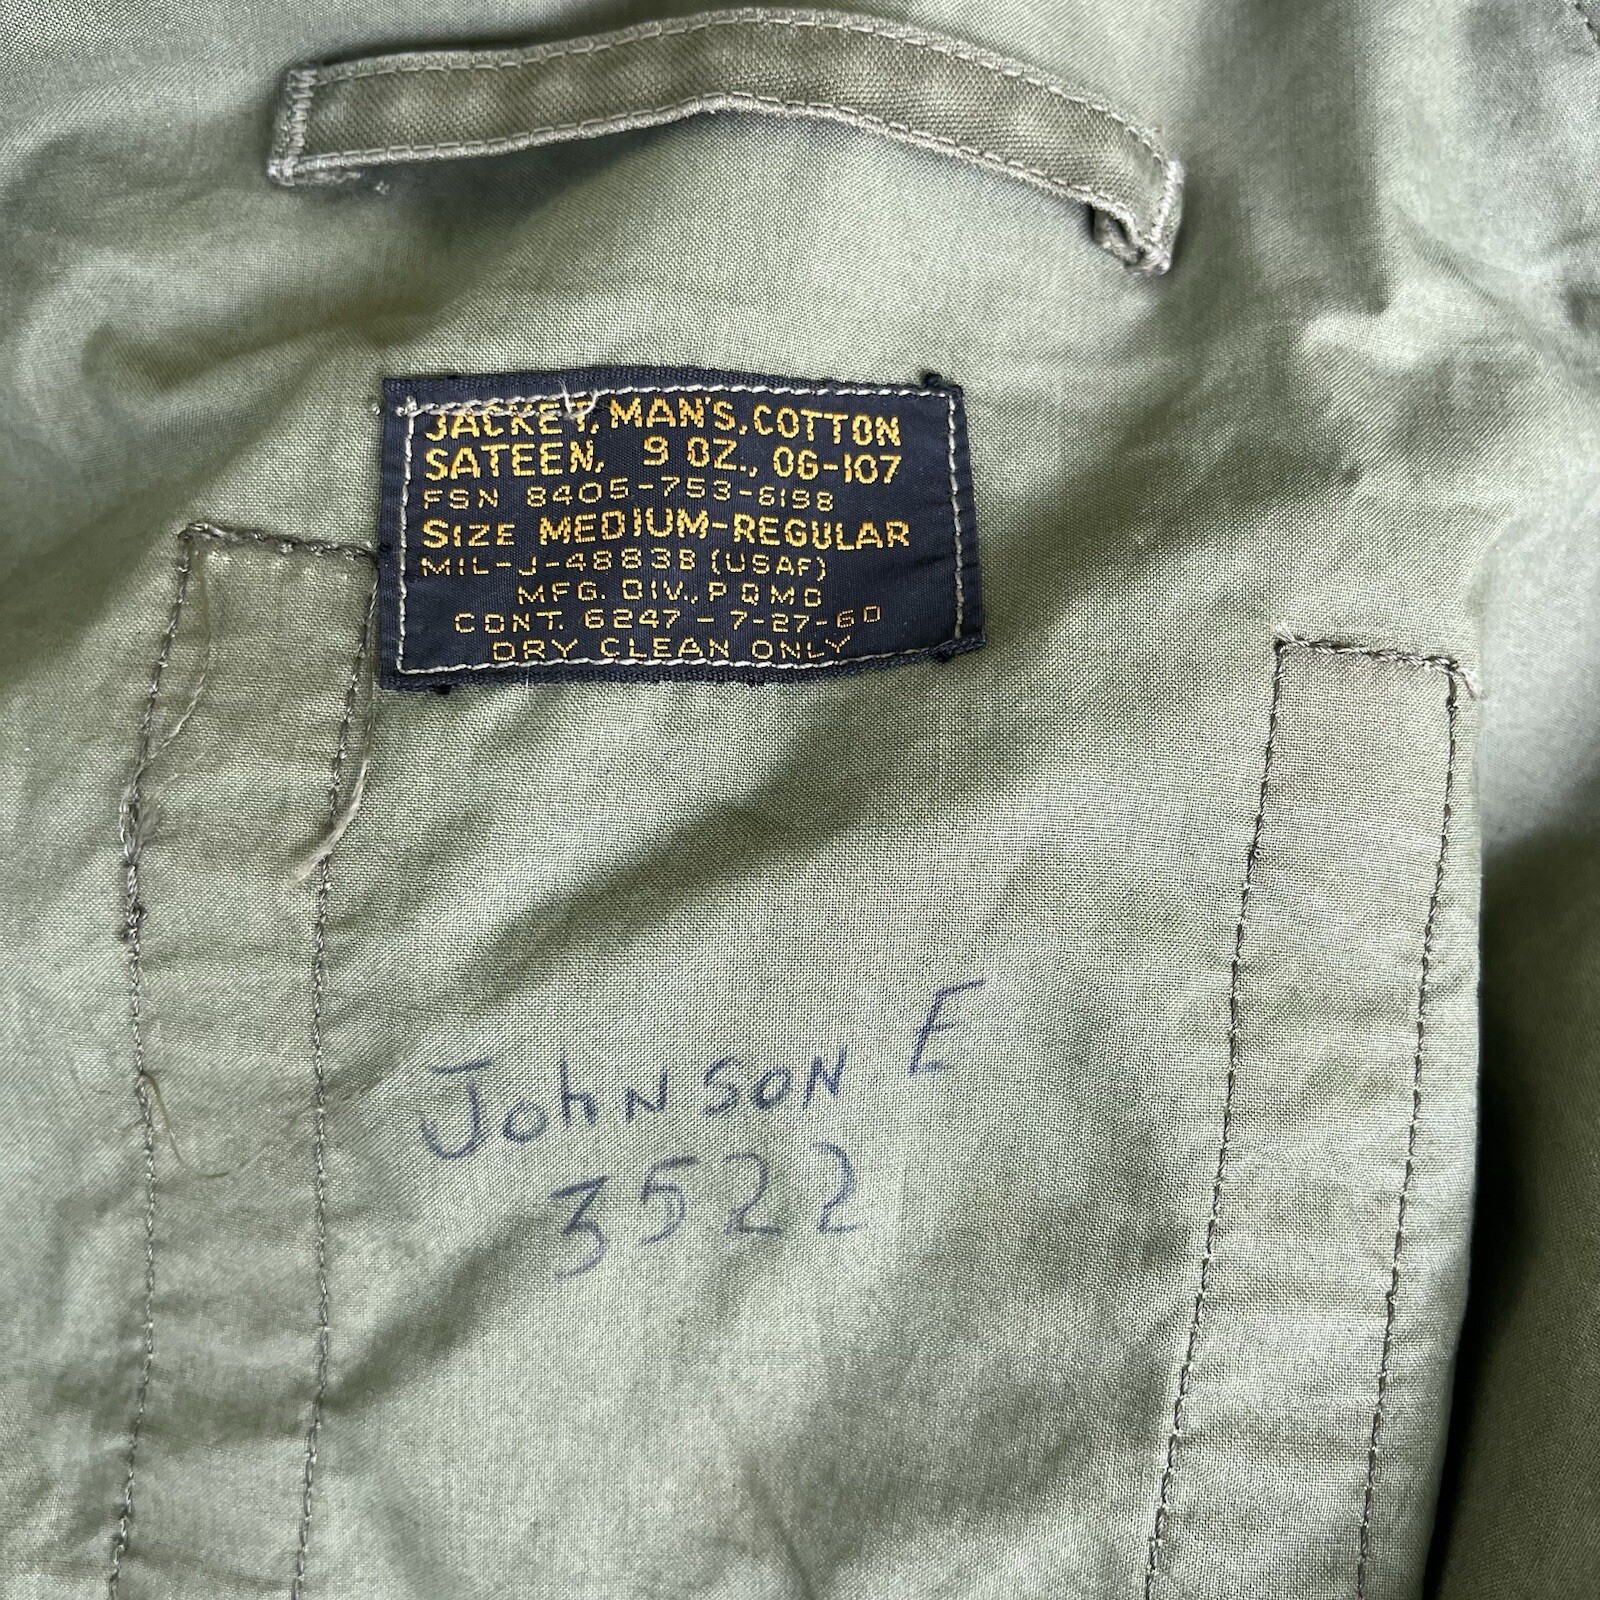 JACKET, MAN'S, COTTON
SATEEN, 9 OZ., OG-107
FSN 8405-753-6198
SIZE MEDIUM-REGULAR
MIL-J-4883B (USAF)
MFG. DIV., P Q M D
CONT. 6247 - 7-27-60
DRY CLEAN ONLY
JohNSON E
3522